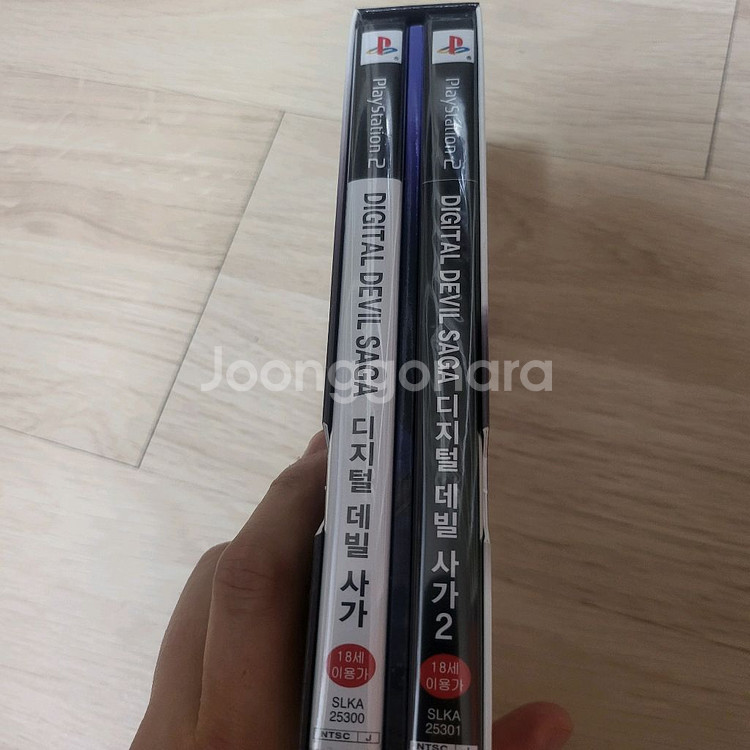 PlayStation 2
DIGITAL DEVIL SAGA 디지털 데빌 사가
18세
이용가
SLKA
25300
NTSC J
PlayStation 2
DIGITAL DEVIL SAGA 디지털 데빌 사가2
18세
이용가
SLKA
25301
NTSC J
Joonggonara